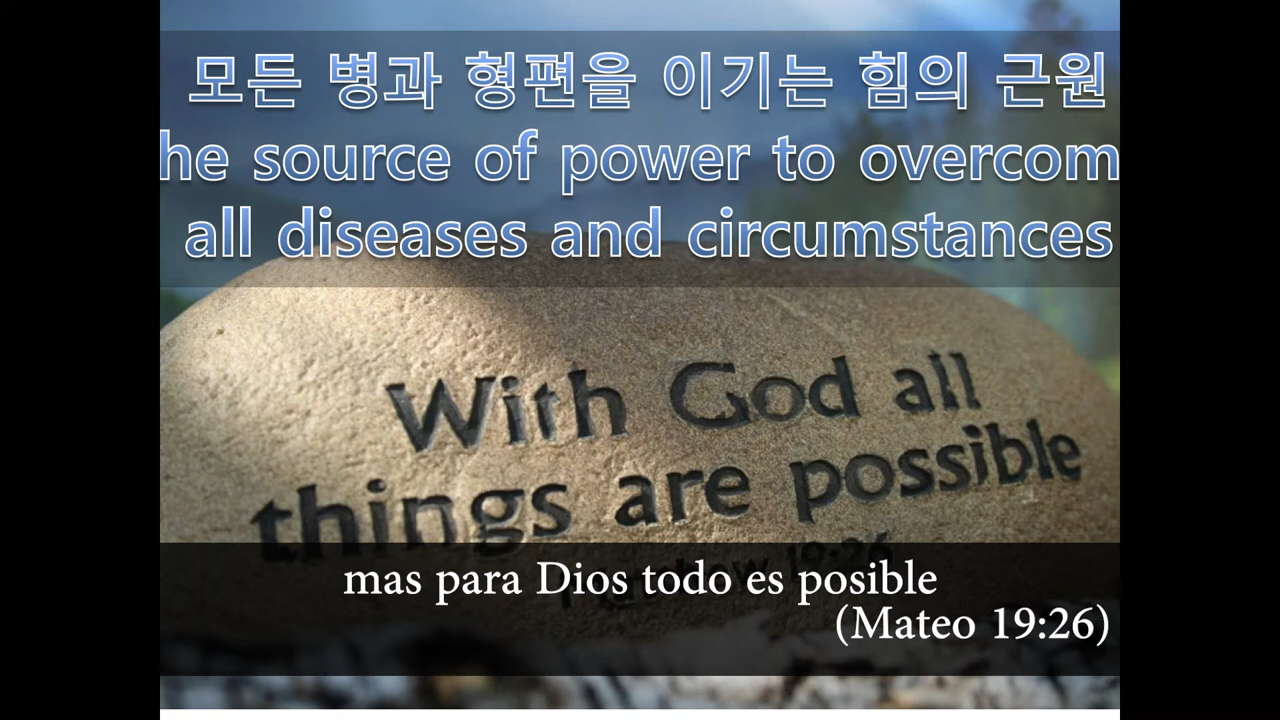 모든 병과 형편을 이기는 힘의 근원
he source of power to overcom
all diseases and circumstances
With God all
things are possible
mas para Dios todo es posible
(Mateo 19:26)